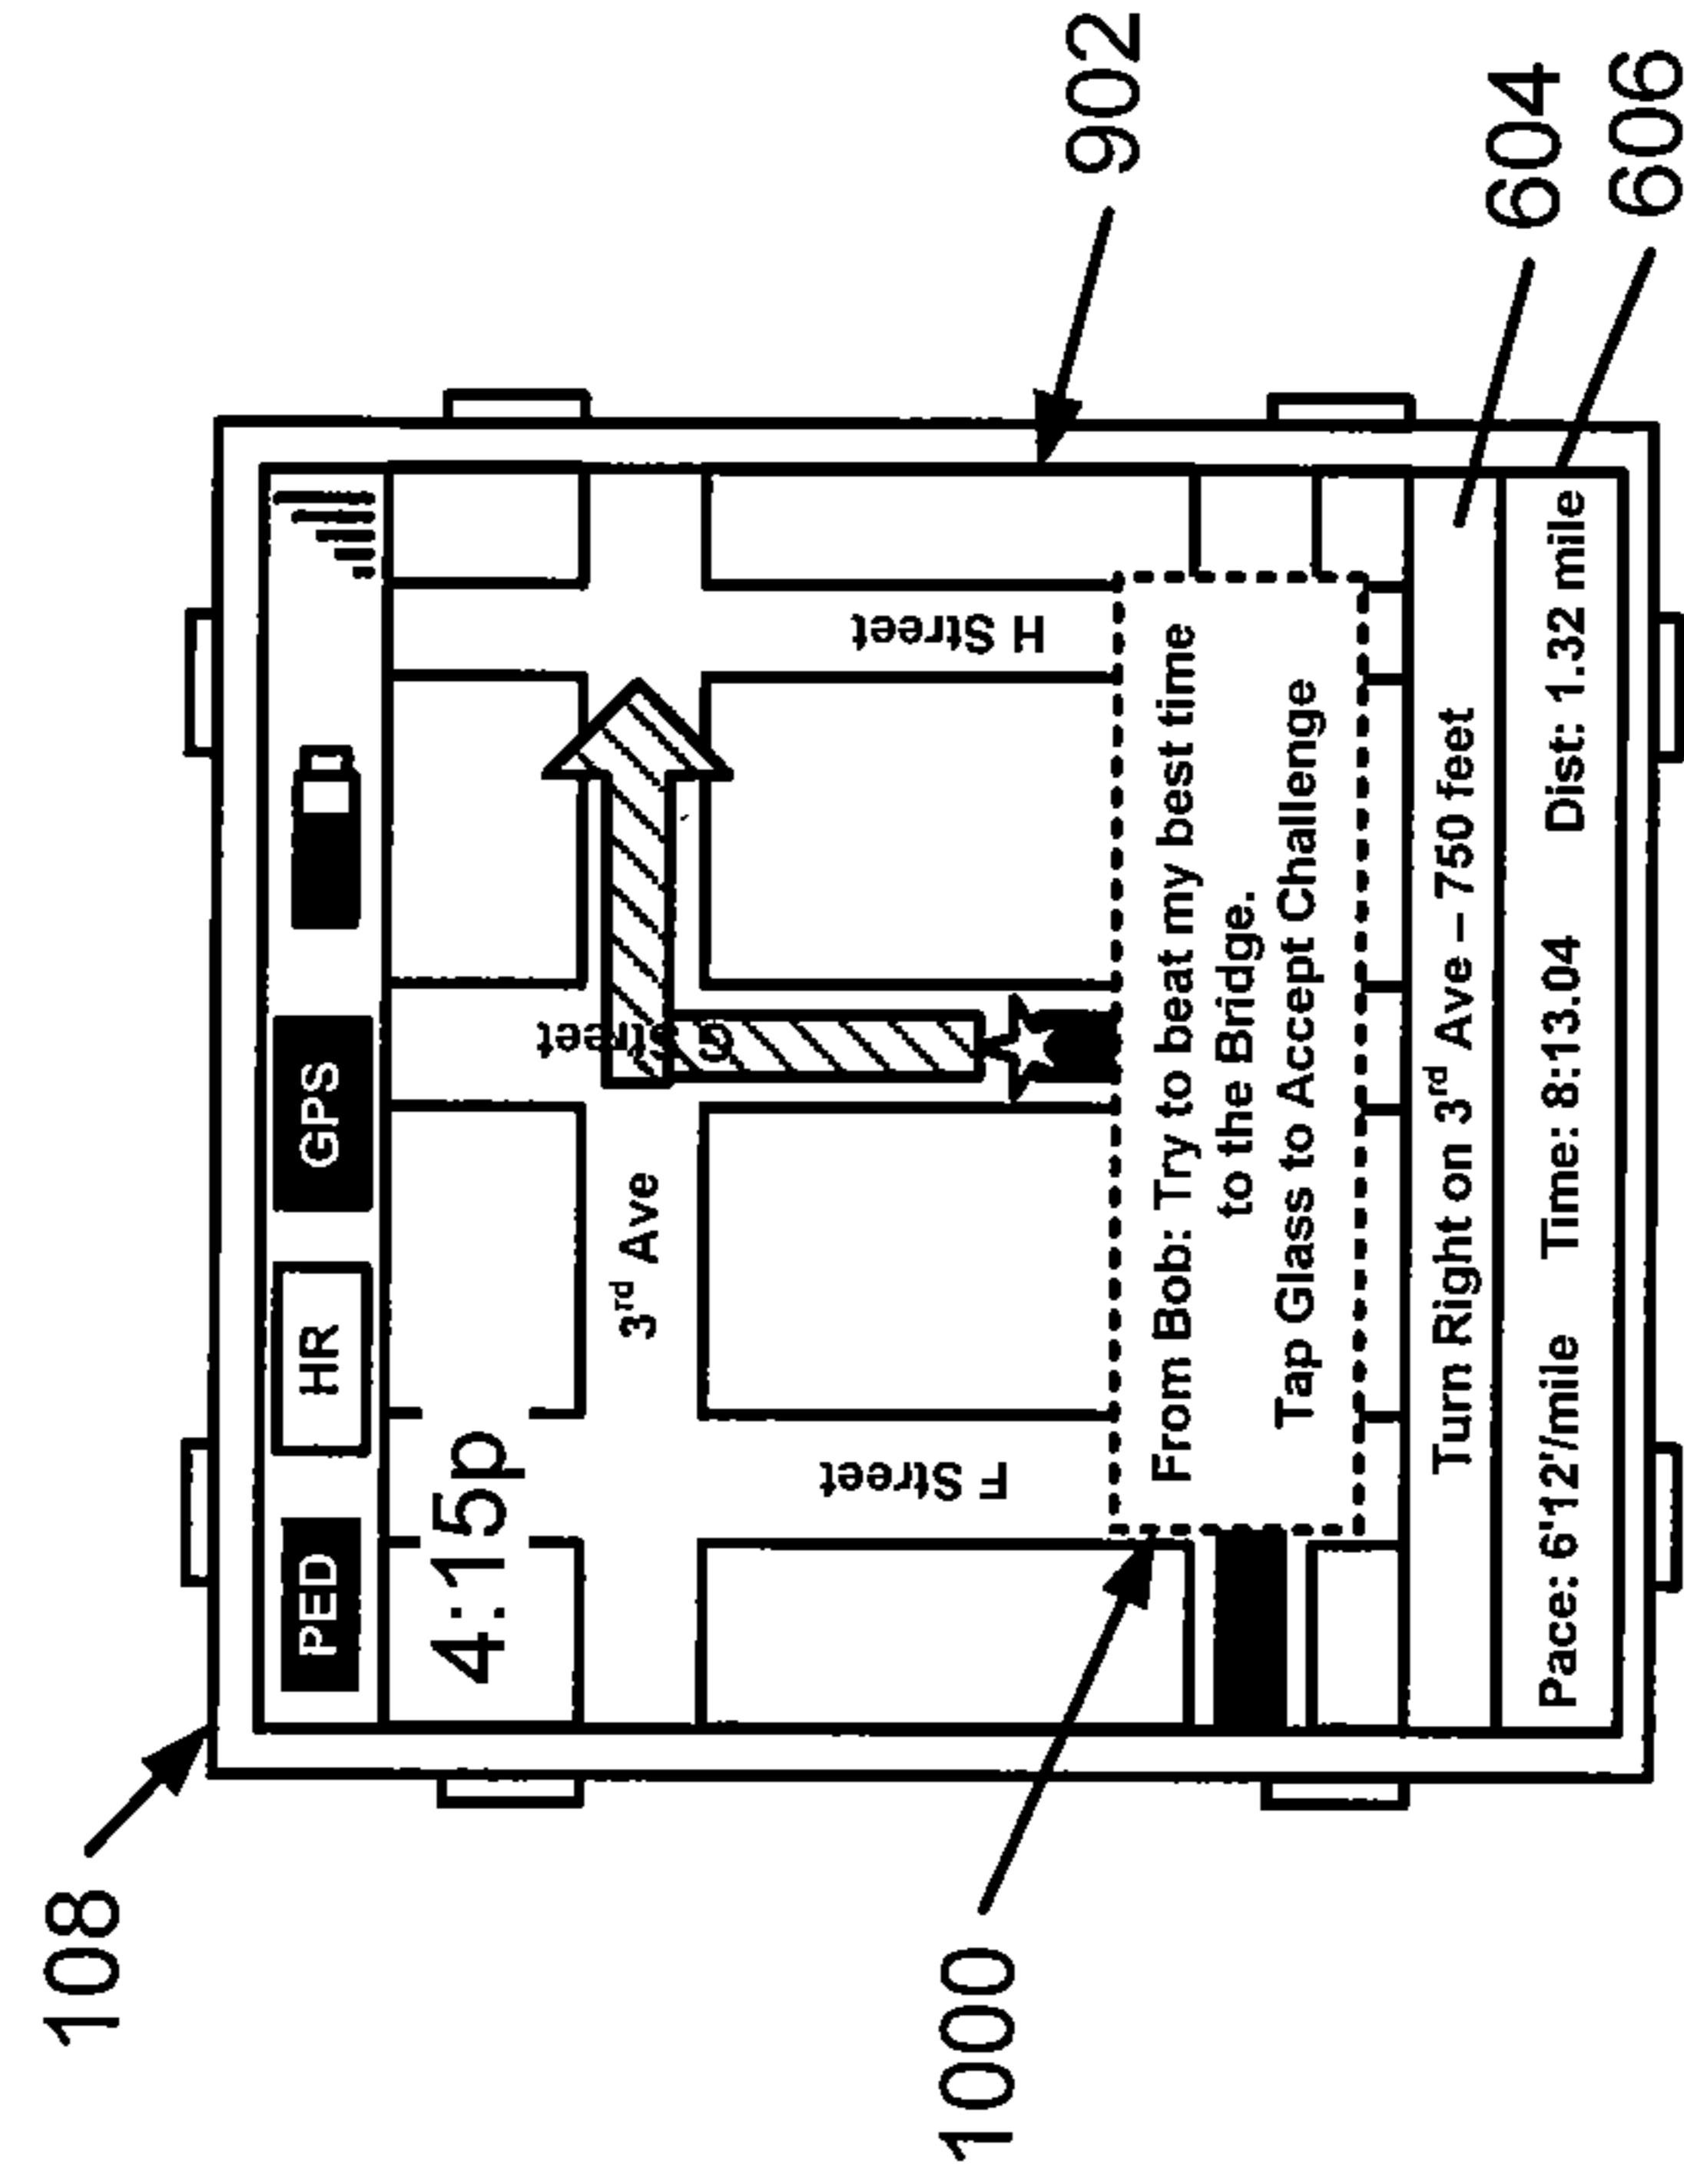 108
PED HR GPS
4:15p
3rd Ave
F Street
G Street
H Street
902
1000
From Bob: Try to beat my best time
to the Bridge.
Tap Glass to Accept Challenge
Turn Right on 3rd Ave – 750 feet
604
Pace: 6'12'/mile Time: 8:13.04 Dist: 1.32 mile
606